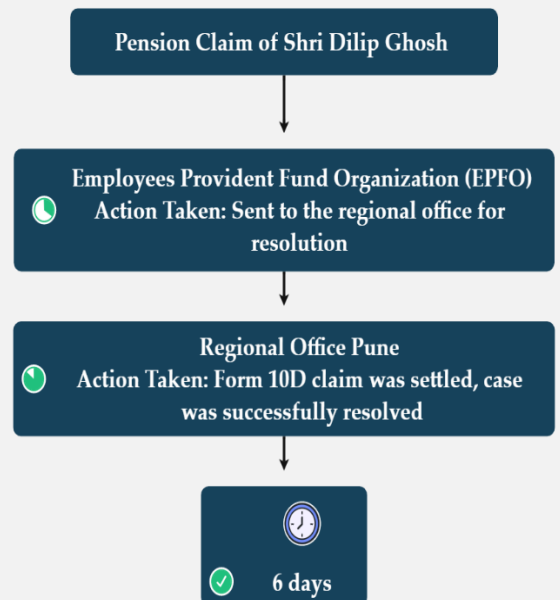 Pension Claim of Shri Dilip Ghosh
Employees Provident Fund Organization (EPFO)
Action Taken: Sent to the regional office for
resolution
Regional Office Pune
Action Taken: Form 10D claim was settled, case
was successfully resolved
6 days